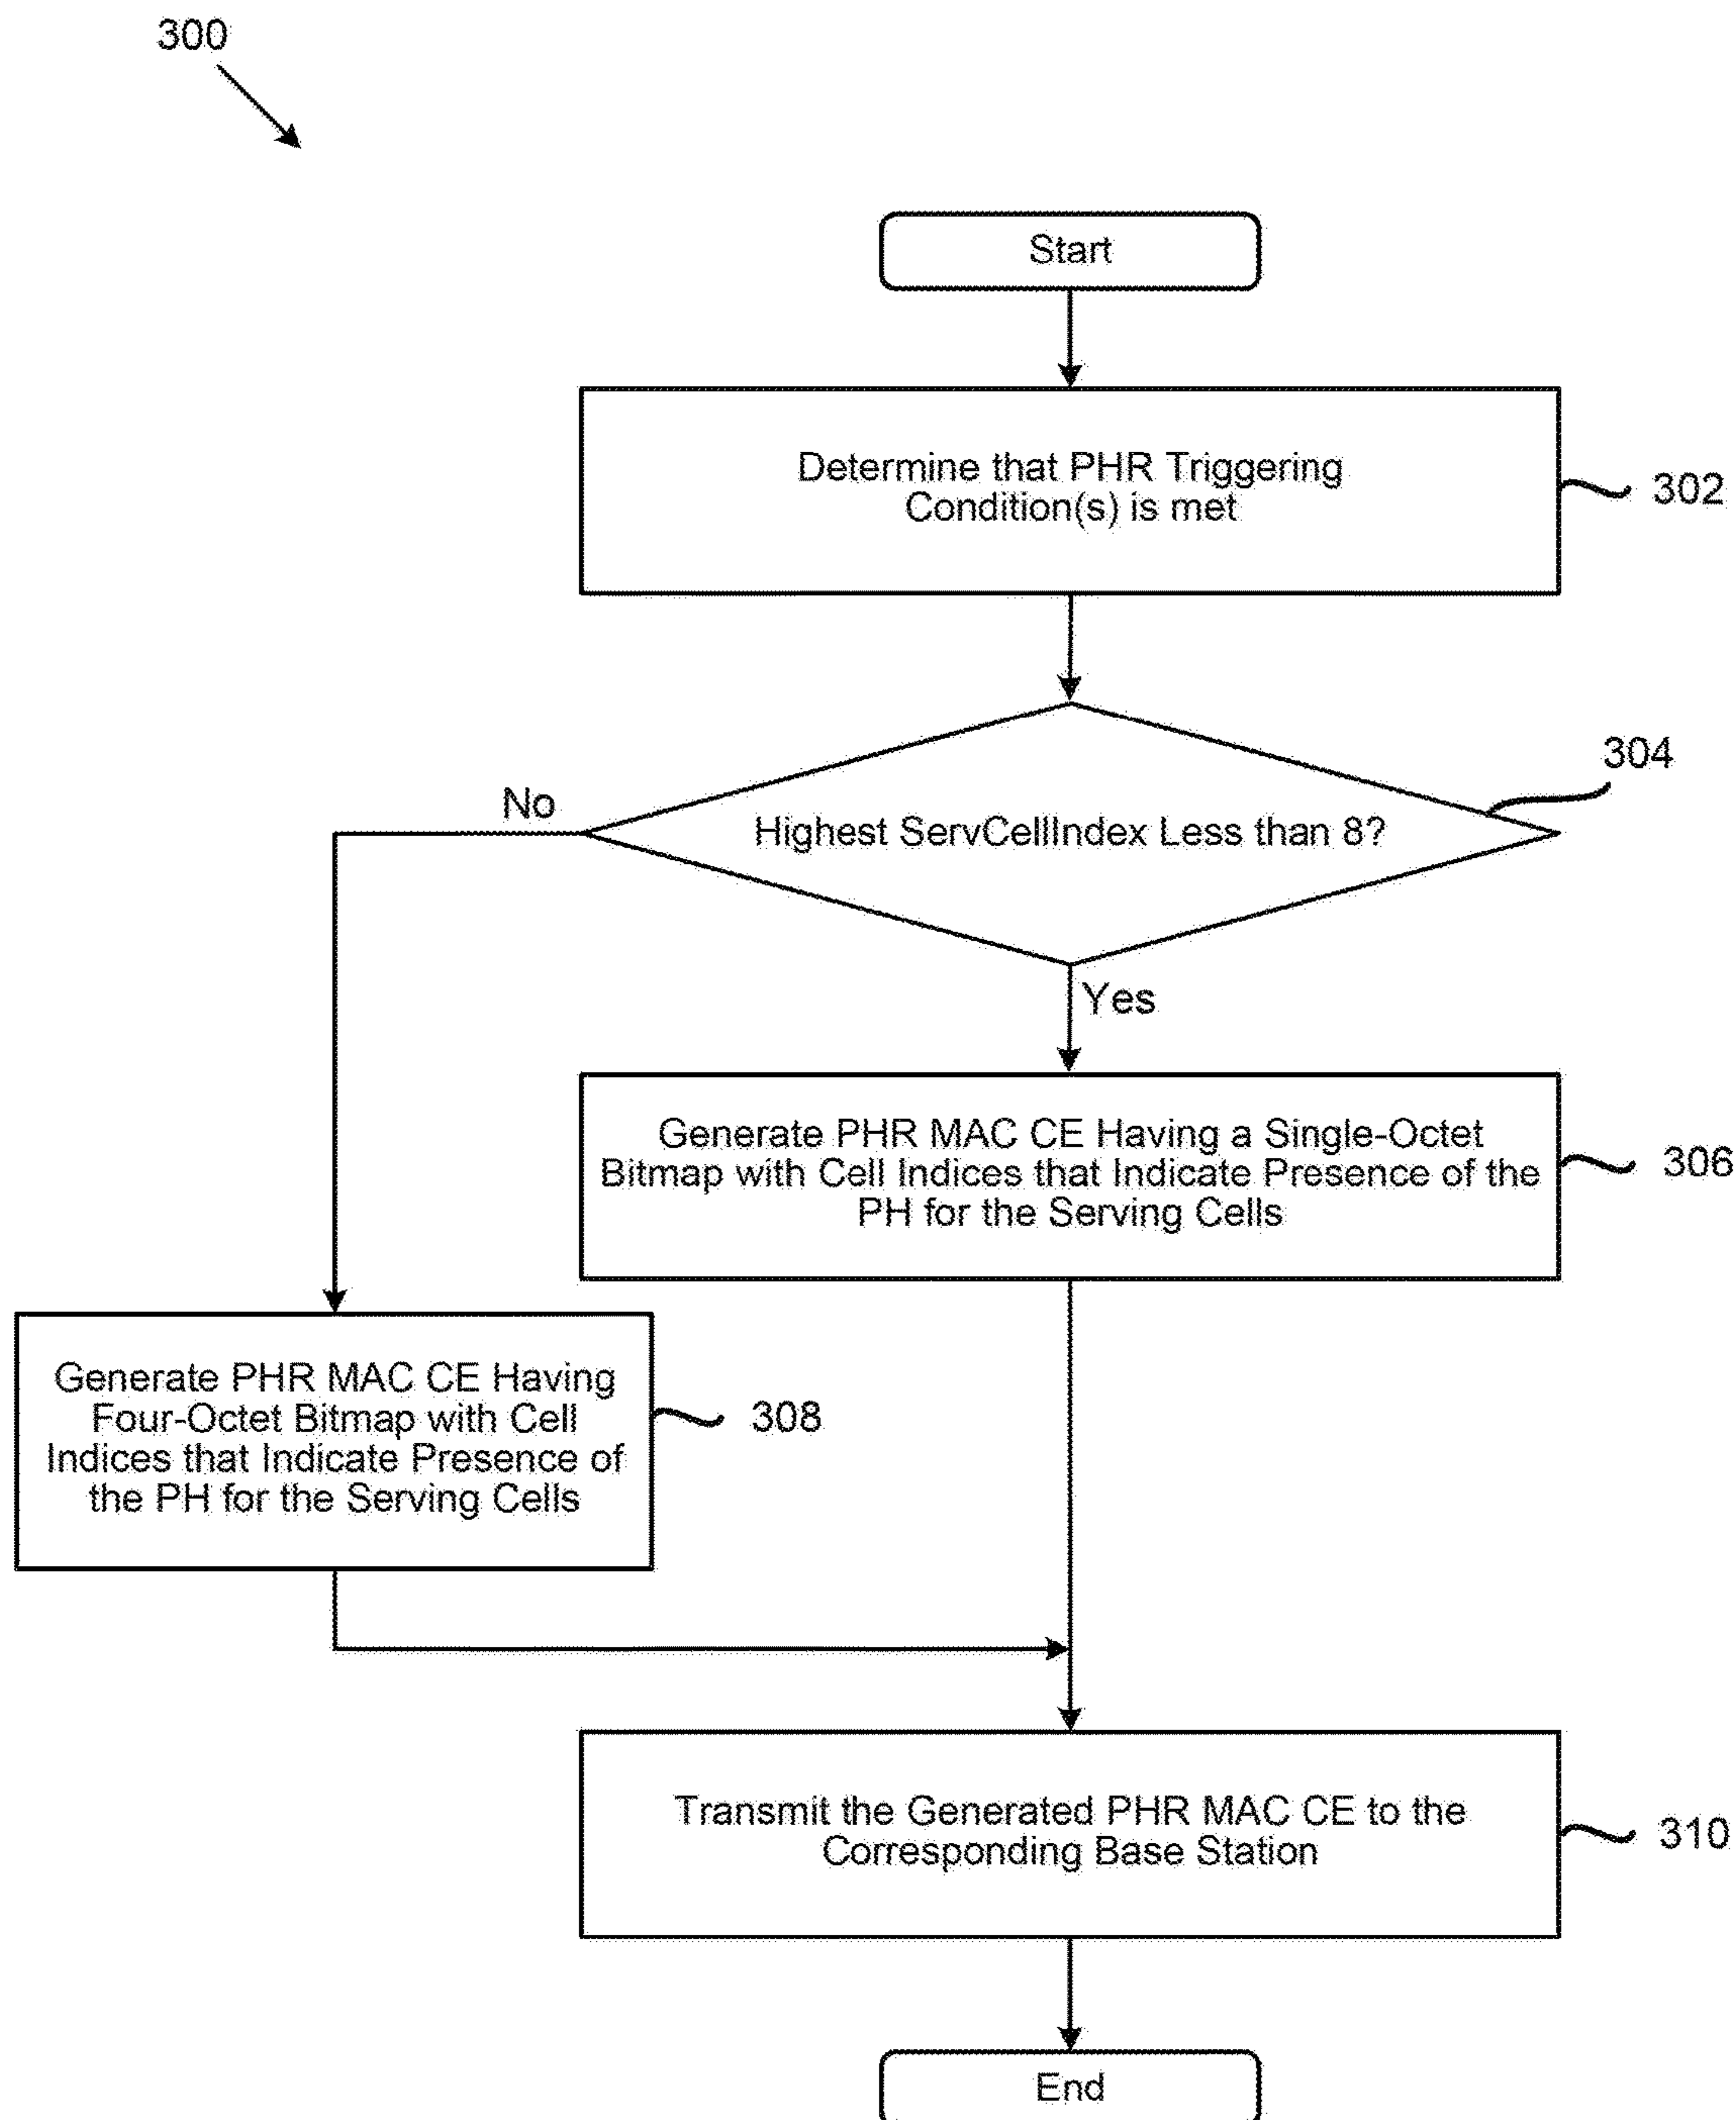 300
Start
Determine that PHR Triggering
Condition(s) is met
302
304
Highest ServCellIndex Less than 8?
No
Yes
Generate PHR MAC CE Having a Single-Octet
Bitmap with Cell Indices that Indicate Presence of the
PH for the Serving Cells
306
Generate PHR MAC CE Having
Four-Octet Bitmap with Cell
Indices that Indicate Presence of
the PH for the Serving Cells
308
Transmit the Generated PHR MAC CE to the
Corresponding Base Station
310
End